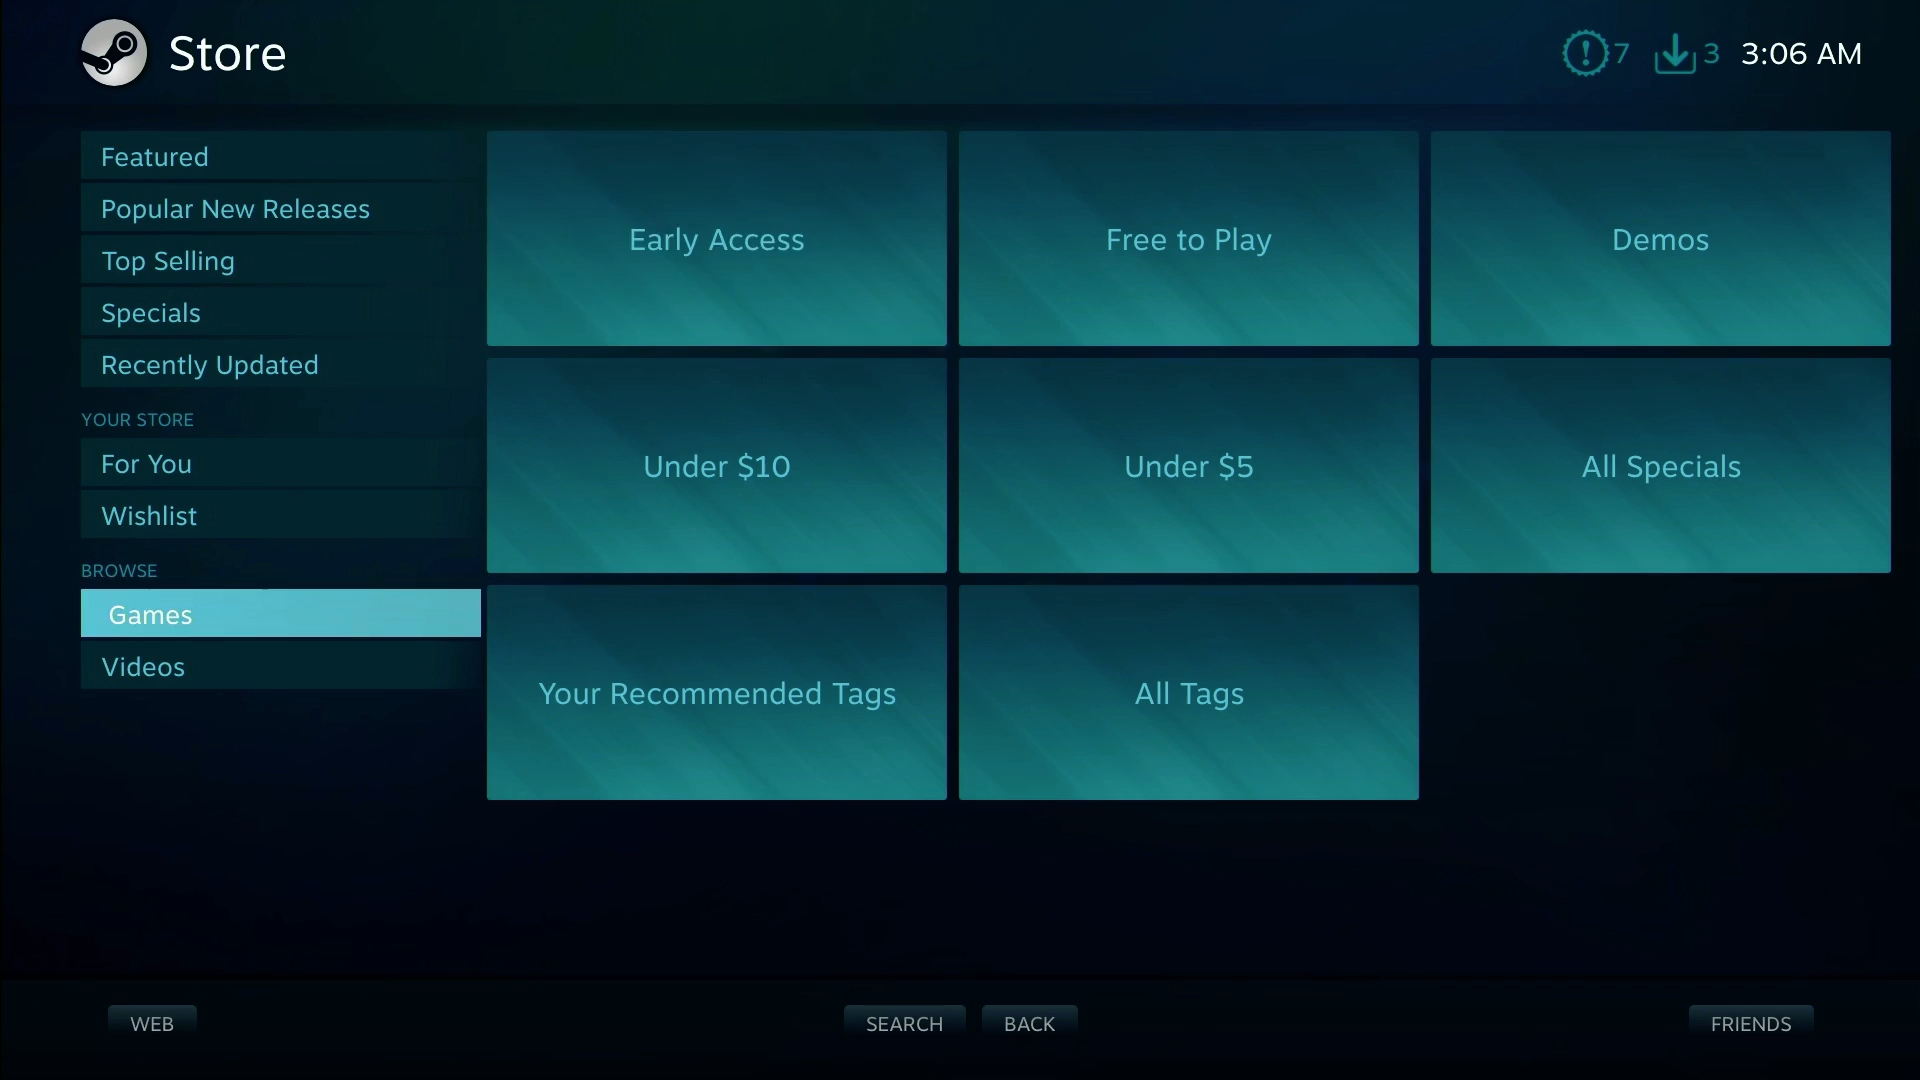 Store
7
3
3:06 AM
Featured
Popular New Releases
Top Selling
Specials
Recently Updated
YOUR STORE
For You
Wishlist
BROWSE
Games
Videos
Early Access
Free to Play
Demos
Under $10
Under $5
All Specials
Your Recommended Tags
All Tags
WEB
SEARCH
BACK
FRIENDS